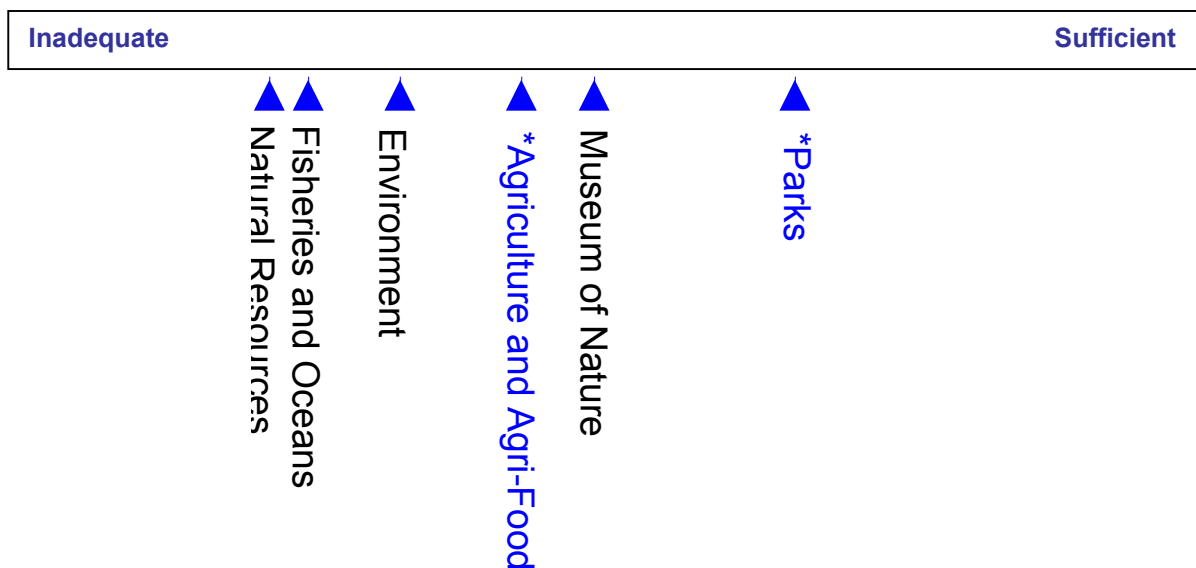 Inadequate
Sufficient
Natural Resources
Fisheries and Oceans
Environment
*Agriculture and Agri-Food
Museum of Nature
*Parks